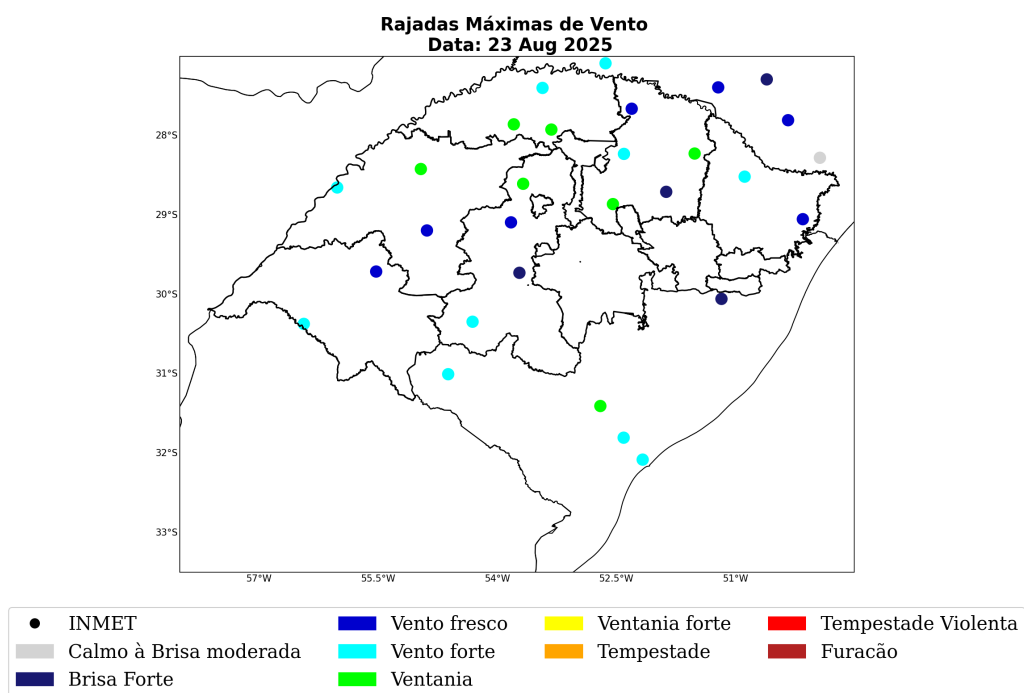 Rajadas Máximas de Vento
Data: 23 Aug 2025
28°S
29°S
30°S
31°S
32°S
33°S
57°W 55.5°W 54°W 52.5°W 51°W
INMET Vento fresco Ventania forte Tempestade Violenta
Calmo à Brisa moderada Vento forte Tempestade Furacão
Brisa Forte Ventania